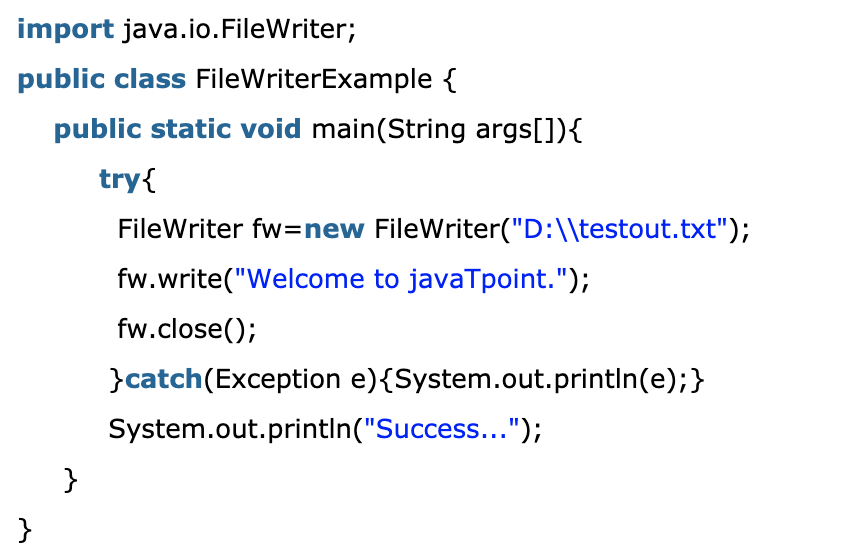 import java.io.FileWriter;
public class FileWriterExample {
public static void main(String args[]){
try{
FileWriter fw=new FileWriter("D:\\testout.txt");
fw.write("Welcome to javaTpoint.");
fw.close();
}catch(Exception e){System.out.println(e);}
System.out.println("Success...");
}
}